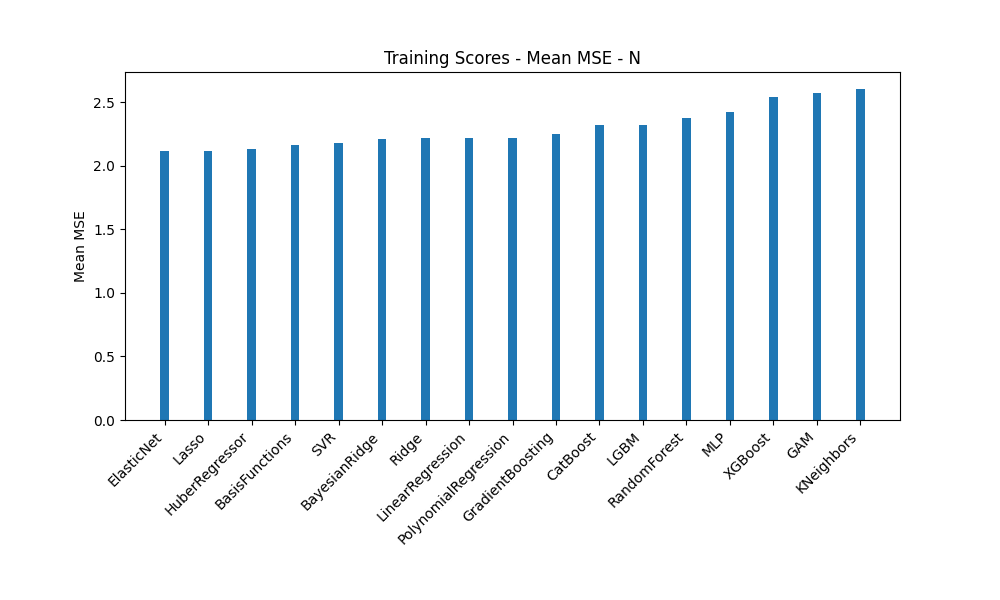 Training Scores - Mean MSE - N
Mean MSE
2.5
2.0
1.5
1.0
0.5
0.0
ElasticNet
Lasso
HuberRegressor
BasisFunctions
SVR
BayesianRidge
Ridge
LinearRegression
PolynomialRegression
GradientBoosting
CatBoost
LGBM
RandomForest
MLP
XGBoost
GAM
KNeighbors